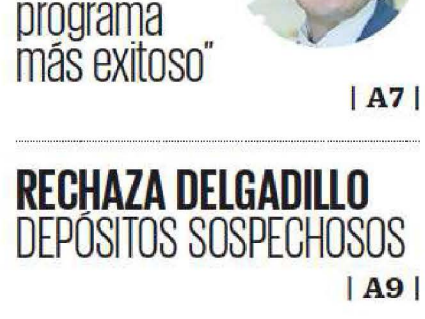 programa
más exitoso”
| A7 |
RECHAZA DELGADILLO
DEPÓSITOS SOSPECHOSOS
| A9 |